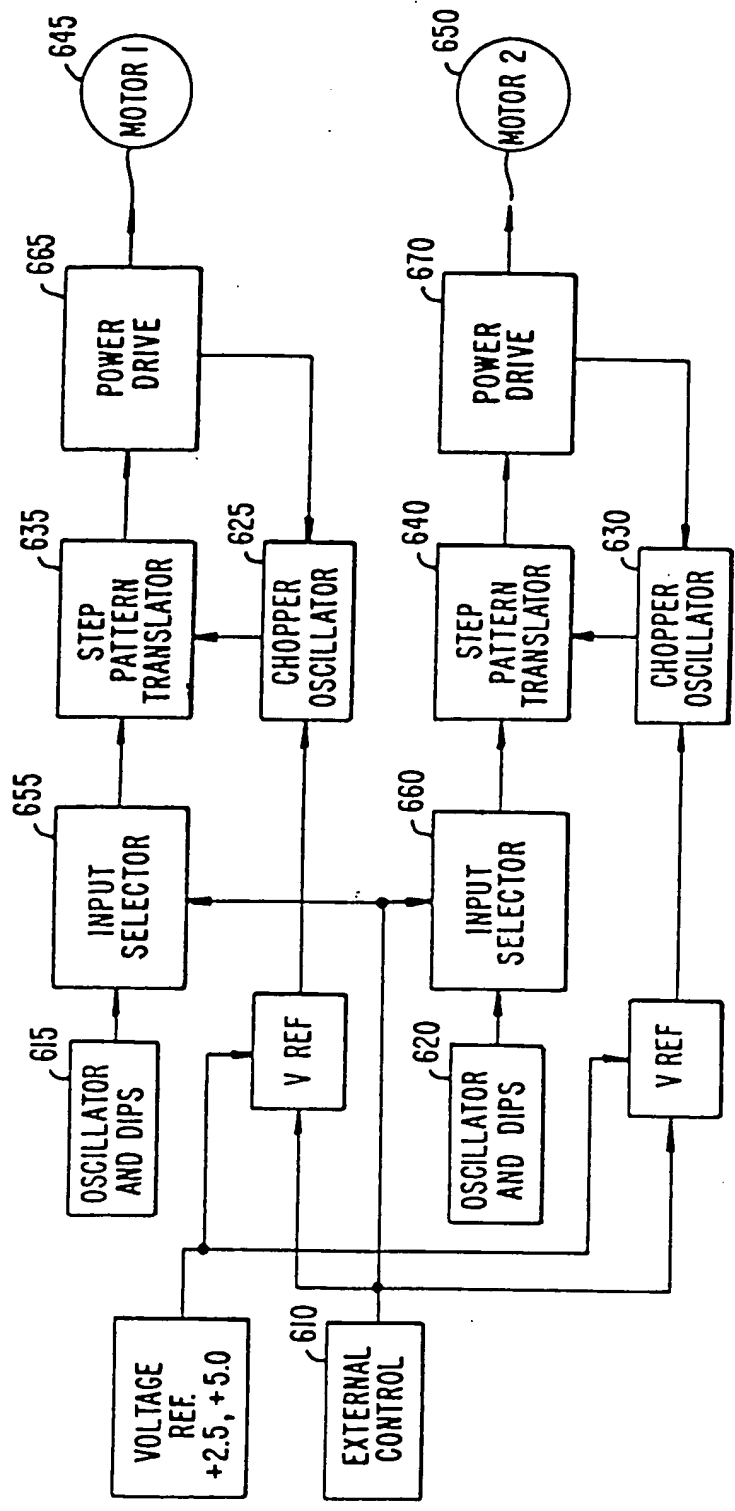 VOLTAGE
REF.
+2.5, +5.0
610
EXTERNAL
CONTROL
615
OSCILLATOR
AND DIPS
655
INPUT
SELECTOR
635
STEP
PATTERN
TRANSLATOR
665
POWER
DRIVE
645
MOTOR 1
V REF
625
CHOPPER
OSCILLATOR
620
OSCILLATOR
AND DIPS
660
INPUT
SELECTOR
640
STEP
PATTERN
TRANSLATOR
670
POWER
DRIVE
650
MOTOR 2
V REF
630
CHOPPER
OSCILLATOR